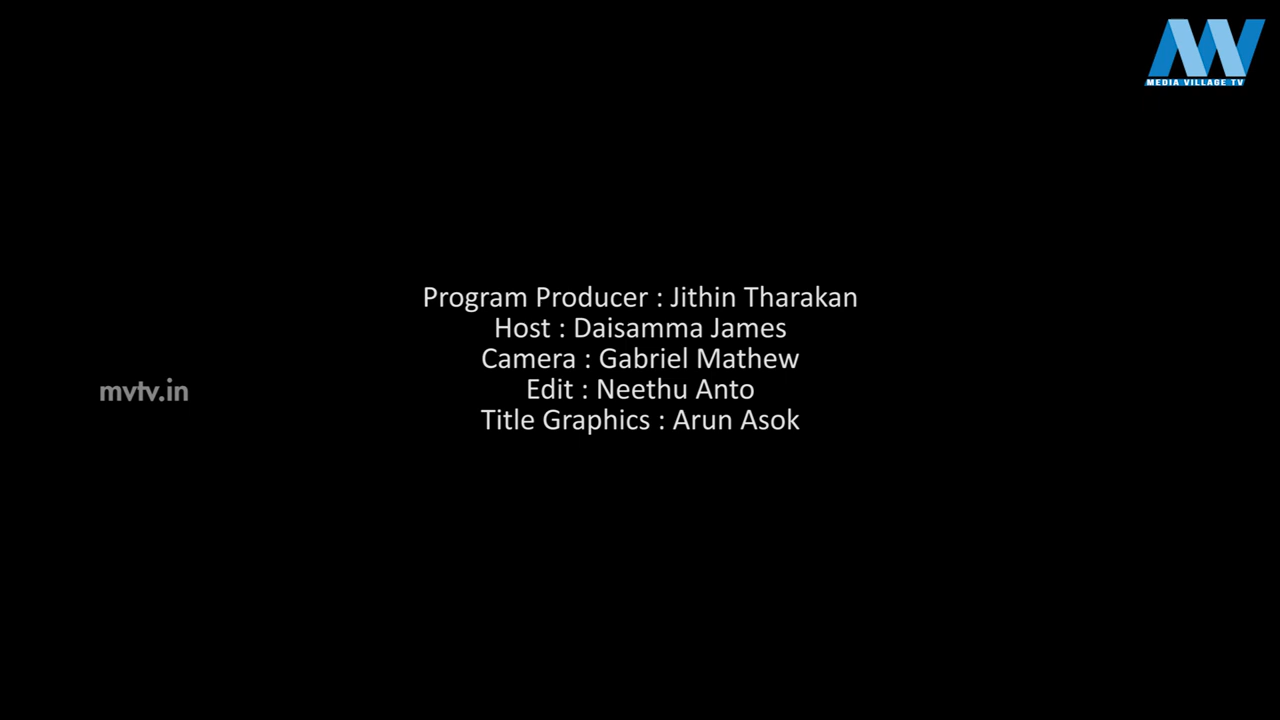 MEDIA VILLAGE TV
Program Producer : Jithin Tharakan
Host : Daisamma James
Camera : Gabriel Mathew
Edit : Neethu Anto
Title Graphics : Arun Asok
mvtv.in